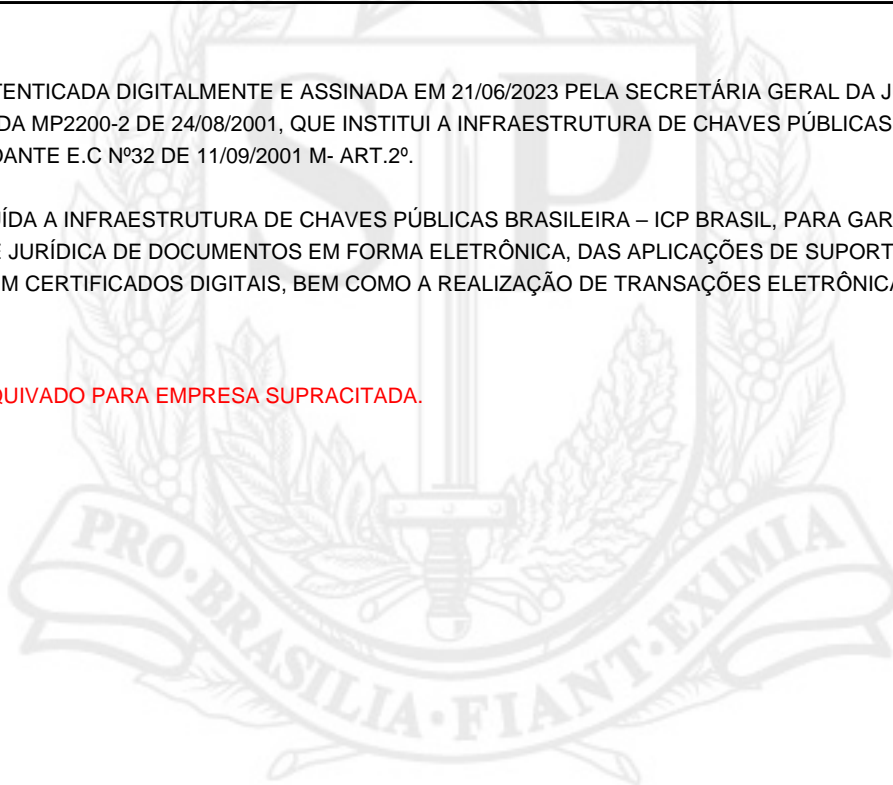 TENTICADA DIGITALMENTE E ASSINADA EM 21/06/2023 PELA SECRETÁRIA GERAL DA J
DA MP2200-2 DE 24/08/2001, QUE INSTITUI A INFRAESTRUTURA DE CHAVES PÚBLICAS
DANTE E.C Nº32 DE 11/09/2001 M- ART.2º.
UÍDA A INFRAESTRUTURA DE CHAVES PÚBLICAS BRASILEIRA – ICP BRASIL, PARA GAR
E JURÍDICA DE DOCUMENTOS EM FORMA ELETRÔNICA, DAS APLICAÇÕES DE SUPORT
M CERTIFICADOS DIGITAIS, BEM COMO A REALIZAÇÃO DE TRANSAÇÕES ELETRÔNICA
QUIVADO PARA EMPRESA SUPRACITADA.
SP
PRO·BRASILIA·FIANT·EXIMIA